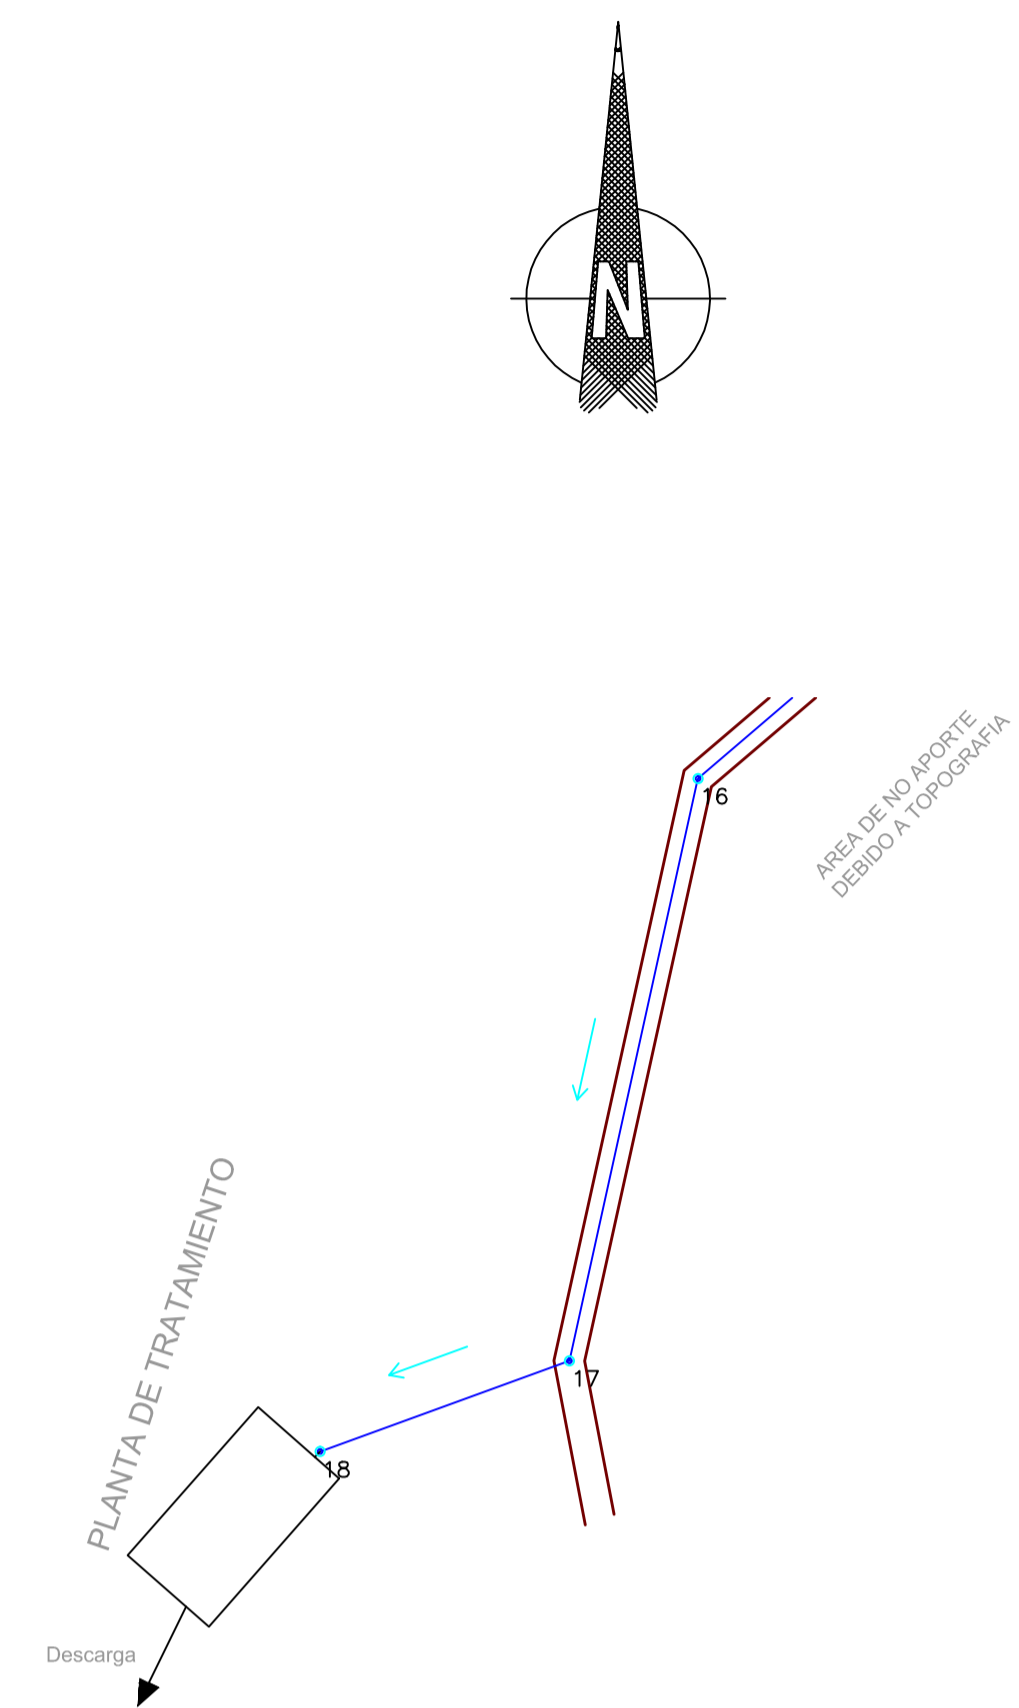 N
16
AREA DE NO APORTE
DEBIDO A TOPOGRAFIA
PLANTA DE TRATAMIENTO
17
18
Descarga